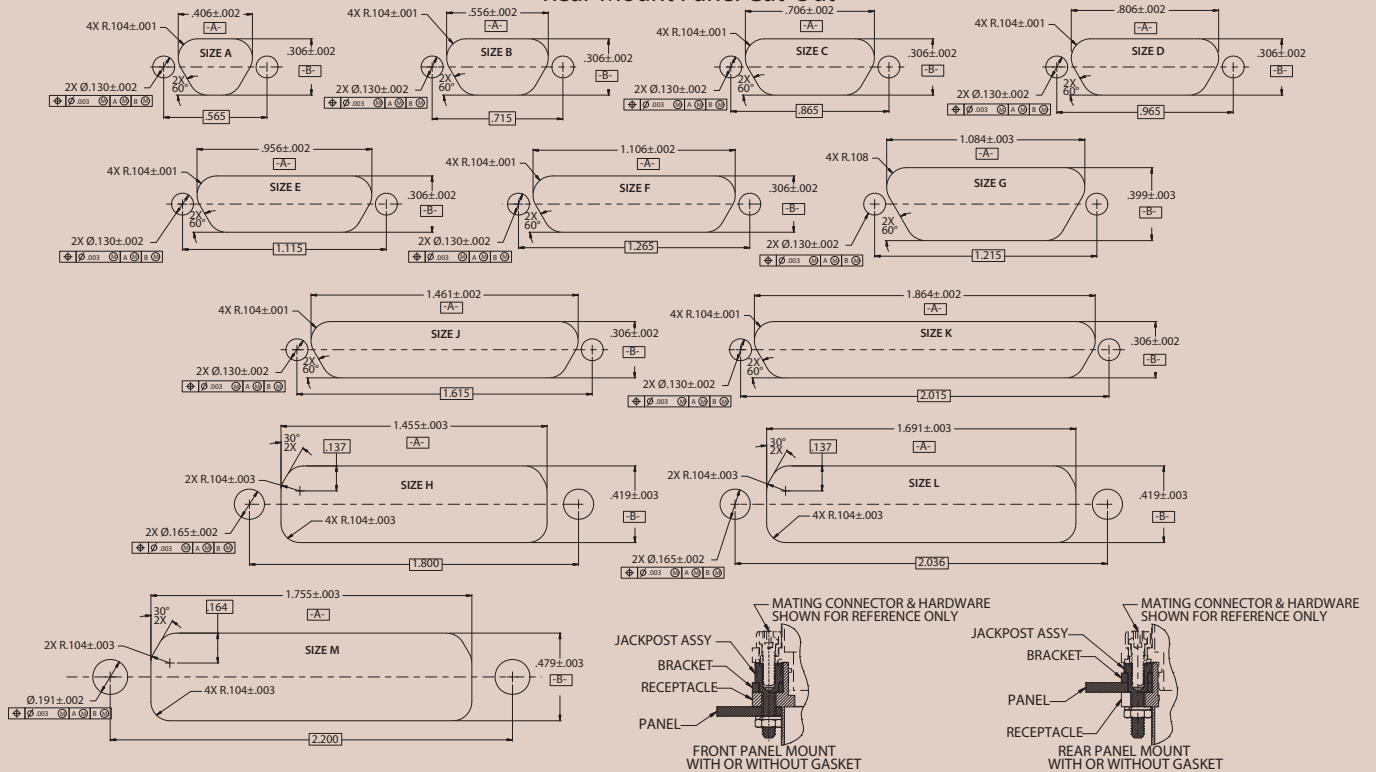 Rear Mount Panel Cut-Out
.406±.002
-A-
4X R.104±.001
SIZE A
.306±.002
-B-
2X
60°
2X Ø.130±.002
⌖ Ø .003 Ⓜ A Ⓜ B Ⓜ
.565
.556±.002
-A-
4X R.104±.001
SIZE B
.306±.002
-B-
2X
60°
2X Ø.130±.002
⌖ Ø .003 Ⓜ A Ⓜ B Ⓜ
.715
.706±.002
-A-
4X R.104±.001
SIZE C
.306±.002
-B-
2X
60°
2X Ø.130±.002
⌖ Ø .003 Ⓜ A Ⓜ B Ⓜ
.865
.806±.002
-A-
4X R.104±.001
SIZE D
.306±.002
-B-
2X
60°
2X Ø.130±.002
⌖ Ø .003 Ⓜ A Ⓜ B Ⓜ
.965
.956±.002
-A-
4X R.104±.001
SIZE E
.306±.002
-B-
2X
60°
2X Ø.130±.002
⌖ Ø .003 Ⓜ A Ⓜ B Ⓜ
1.115
1.106±.002
-A-
4X R.104±.001
SIZE F
.306±.002
-B-
2X
60°
2X Ø.130±.002
⌖ Ø .003 Ⓜ A Ⓜ B Ⓜ
1.265
1.084±.003
-A-
4X R.108
SIZE G
.399±.003
-B-
2X
60°
2X Ø.130±.002
⌖ Ø .003 Ⓜ A Ⓜ B Ⓜ
1.215
1.461±.002
-A-
4X R.104±.001
SIZE J
.306±.002
-B-
2X
60°
2X Ø.130±.002
⌖ Ø .003 Ⓜ A Ⓜ B Ⓜ
1.615
1.864±.002
-A-
4X R.104±.001
SIZE K
.306±.002
-B-
2X
60°
2X Ø.130±.002
⌖ Ø .003 Ⓜ A Ⓜ B Ⓜ
2.015
1.455±.003
-A-
30°
2X
.137
2X R.104±.003
SIZE H
.419±.003
-B-
4X R.104±.003
2X Ø.165±.002
⌖ Ø .003 Ⓜ A Ⓜ B Ⓜ
1.800
1.691±.003
-A-
30°
2X
.137
2X R.104±.003
SIZE L
.419±.003
-B-
4X R.104±.003
2X Ø.165±.002
⌖ Ø .003 Ⓜ A Ⓜ B Ⓜ
2.036
1.755±.003
-A-
30°
2X
.164
2X R.104±.003
SIZE M
.479±.003
-B-
4X R.104±.003
Ø.191±.002
⌖ Ø .003 Ⓜ A Ⓜ B Ⓜ
2.200
MATING CONNECTOR & HARDWARE
SHOWN FOR REFERENCE ONLY
JACKPOST ASSY
BRACKET
RECEPTACLE
PANEL
FRONT PANEL MOUNT
WITH OR WITHOUT GASKET
MATING CONNECTOR & HARDWARE
SHOWN FOR REFERENCE ONLY
JACKPOST ASSY
BRACKET
PANEL
RECEPTACLE
REAR PANEL MOUNT
WITH OR WITHOUT GASKET